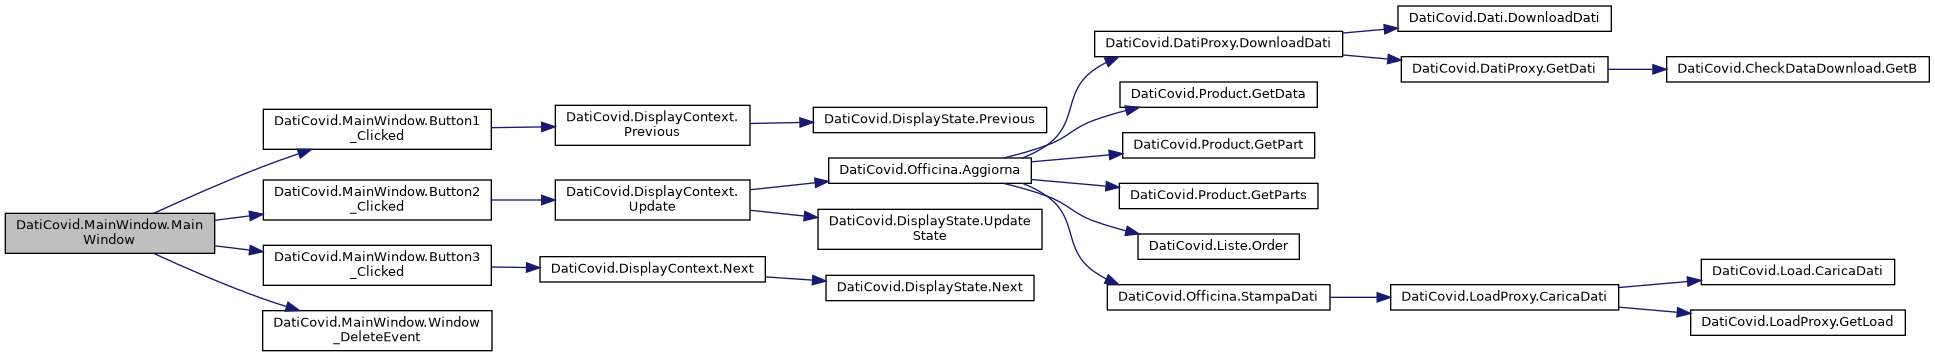 DatiCovid.MainWindow.Main
Window
DatiCovid.MainWindow.Button1
_Clicked
DatiCovid.DisplayContext.
Previous
DatiCovid.DisplayState.Previous
DatiCovid.MainWindow.Button2
_Clicked
DatiCovid.DisplayContext.
Update
DatiCovid.Officina.Aggiorna
DatiCovid.DatiProxy.DownloadDati
DatiCovid.Dati.DownloadDati
DatiCovid.DatiProxy.GetDati
DatiCovid.CheckDataDownload.GetB
DatiCovid.Product.GetData
DatiCovid.Product.GetPart
DatiCovid.Product.GetParts
DatiCovid.Liste.Order
DatiCovid.Officina.StampaDati
DatiCovid.LoadProxy.CaricaDati
DatiCovid.Load.CaricaDati
DatiCovid.LoadProxy.GetLoad
DatiCovid.DisplayState.Update
State
DatiCovid.MainWindow.Button3
_Clicked
DatiCovid.DisplayContext.Next
DatiCovid.DisplayState.Next
DatiCovid.MainWindow.Window
_DeleteEvent